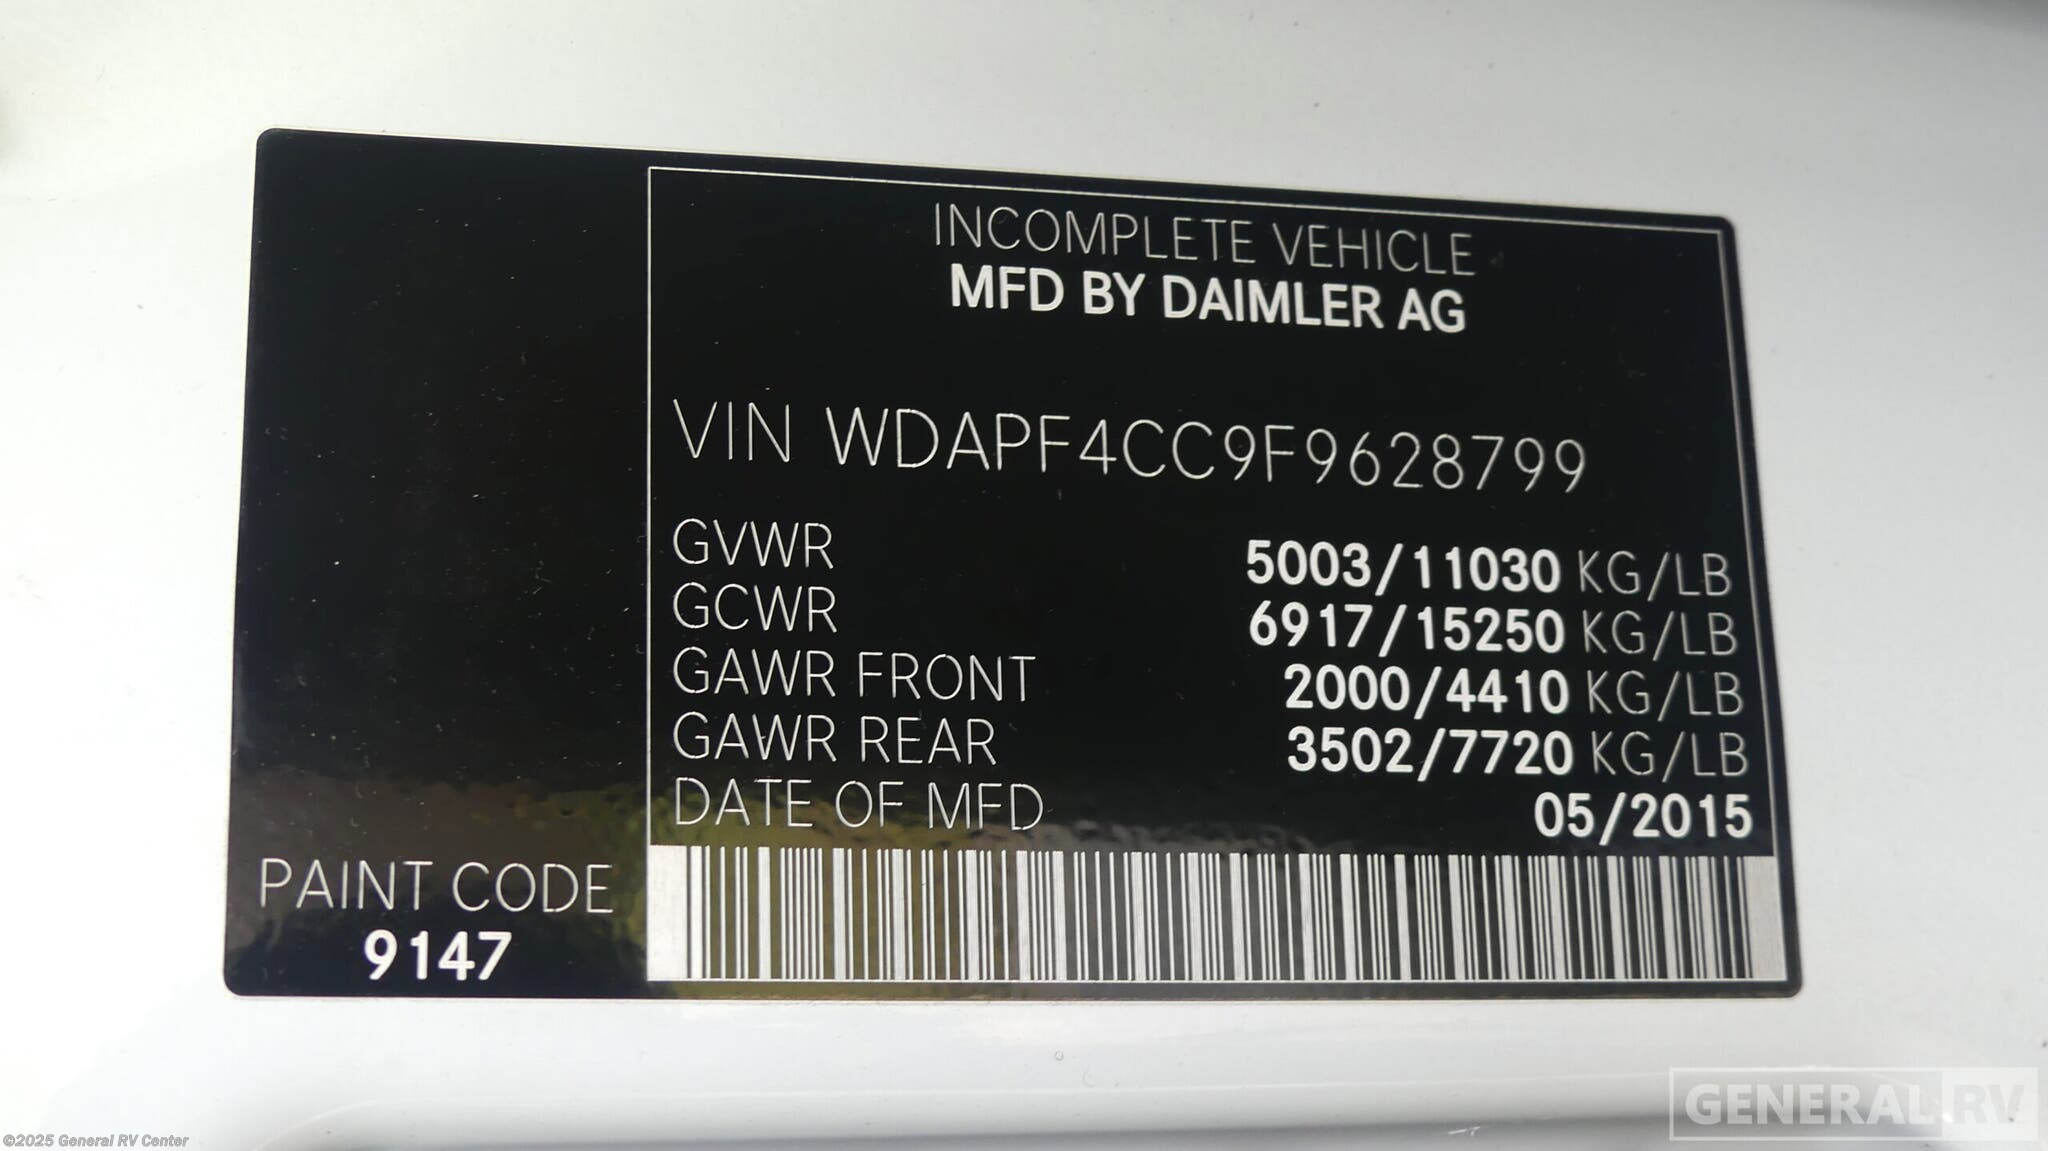 INCOMPLETE VEHICLE
MFD BY DAIMLER AG
VIN WDAPF4CC9F9628799
GVWR 5003/11030 KG/LB
GCWR 6917/15250 KG/LB
GAWR FRONT 2000/4410 KG/LB
GAWR REAR 3502/7720 KG/LB
DATE OF MFD 05/2015
PAINT CODE
9147
GENERAL RV
©2025 General RV Center